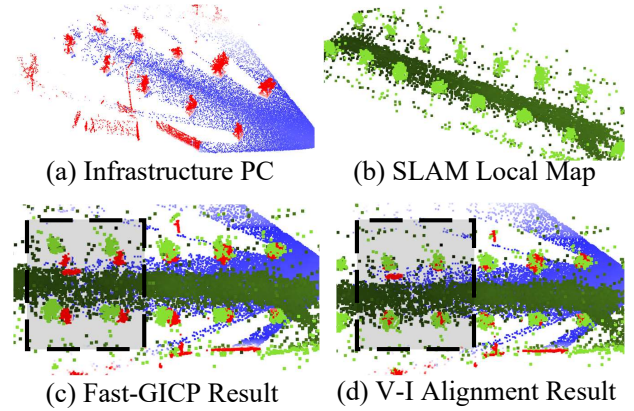 (a) Infrastructure PC
(b) SLAM Local Map
(c) Fast-GICP Result
(d) V-I Alignment Result